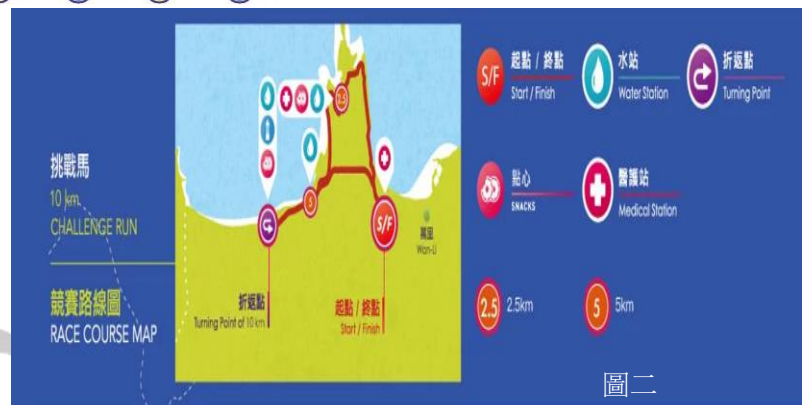 挑戰馬
10 km
CHALLENGE RUN
競賽路線圖
RACE COURSE MAP
2.5
5
S/F
萬里
Wan-Li
折返點
Turning Point of 10 km
起點 / 終點
Start / Finish
S/F
起點 / 終點
Start / Finish
水站
Water Station
折返點
Turning Point
點心
SNACKS
醫護站
Medical Station
2.5
2.5km
5
5km
圖二